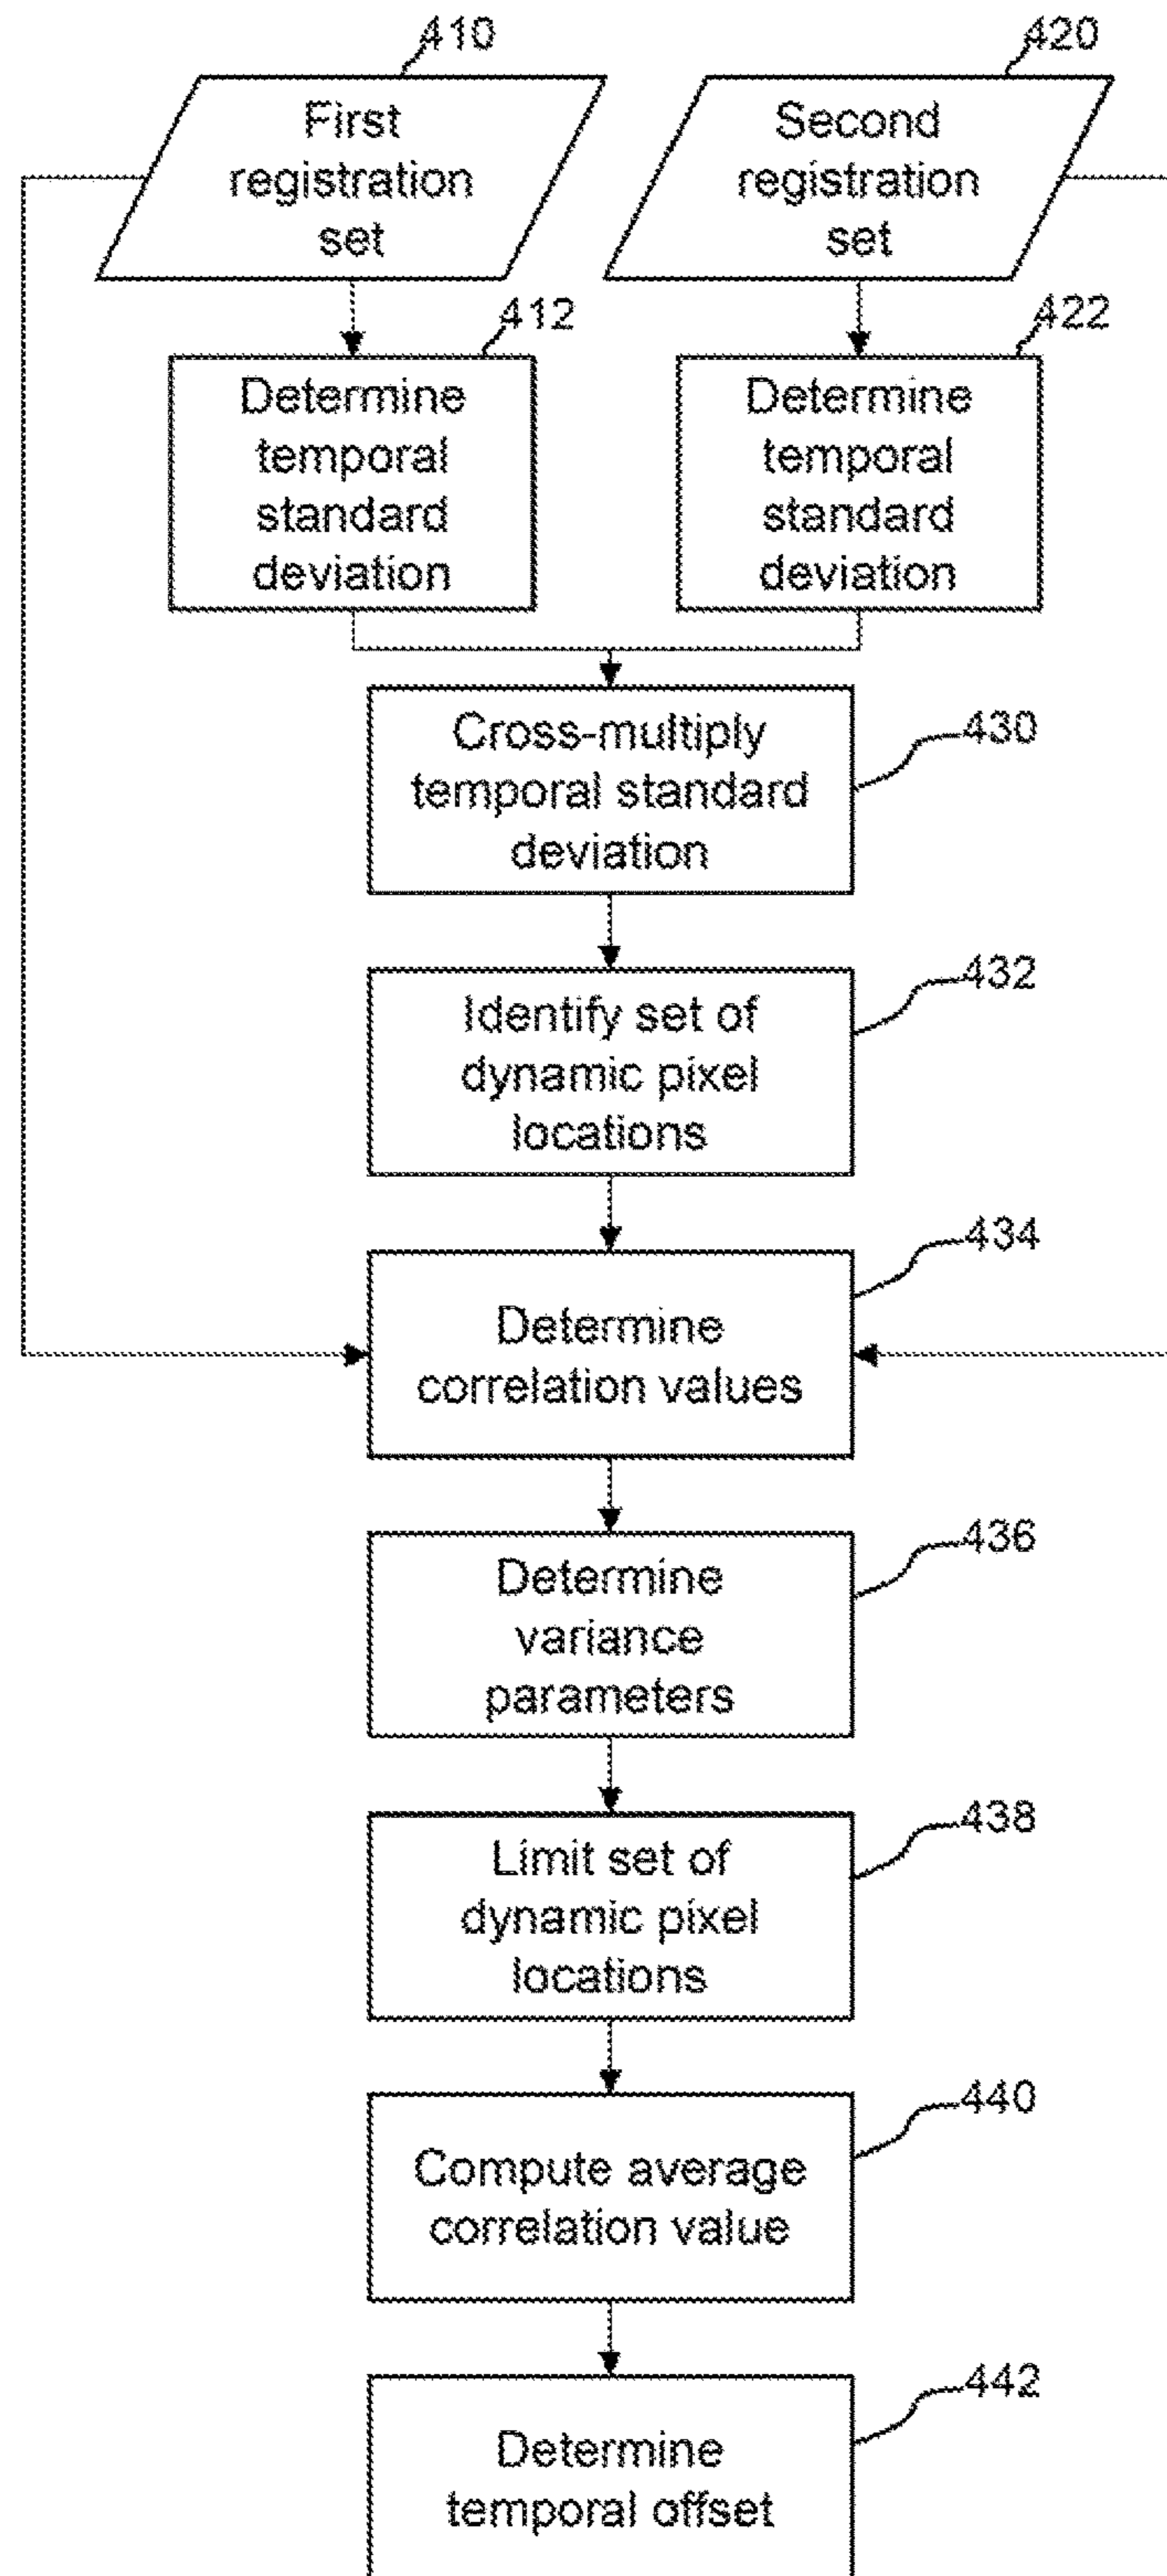 410
420
First
registration
set
Second
registration
set
412
422
Determine
temporal
standard
deviation
Determine
temporal
standard
deviation
Cross-multiply
temporal standard
deviation
430
Identify set of
dynamic pixel
locations
432
Determine
correlation values
434
Determine
variance
parameters
436
Limit set of
dynamic pixel
locations
438
Compute average
correlation value
440
Determine
temporal offset
442